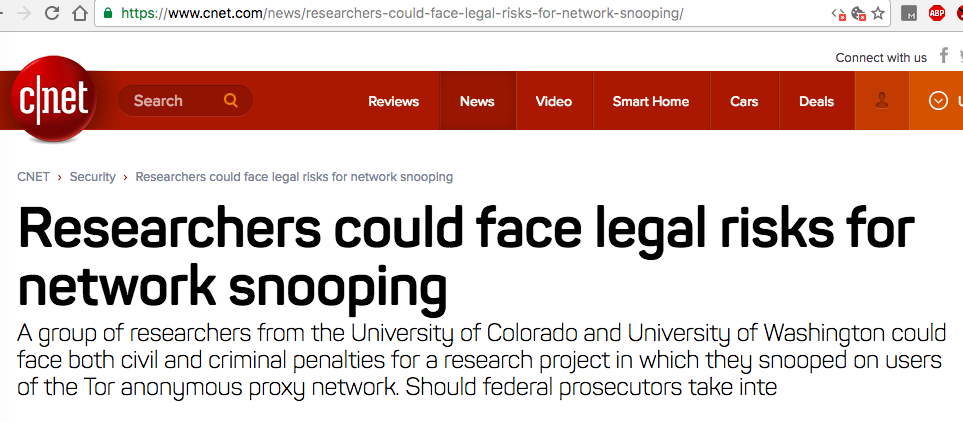 https://www.cnet.com/news/researchers-could-face-legal-risks-for-network-snooping/
ABP
Connect with us
c|net
Search
Reviews
News
Video
Smart Home
Cars
Deals
CNET › Security › Researchers could face legal risks for network snooping
Researchers could face legal risks for
network snooping
A group of researchers from the University of Colorado and University of Washington could
face both civil and criminal penalties for a research project in which they snooped on users
of the Tor anonymous proxy network. Should federal prosecutors take inte